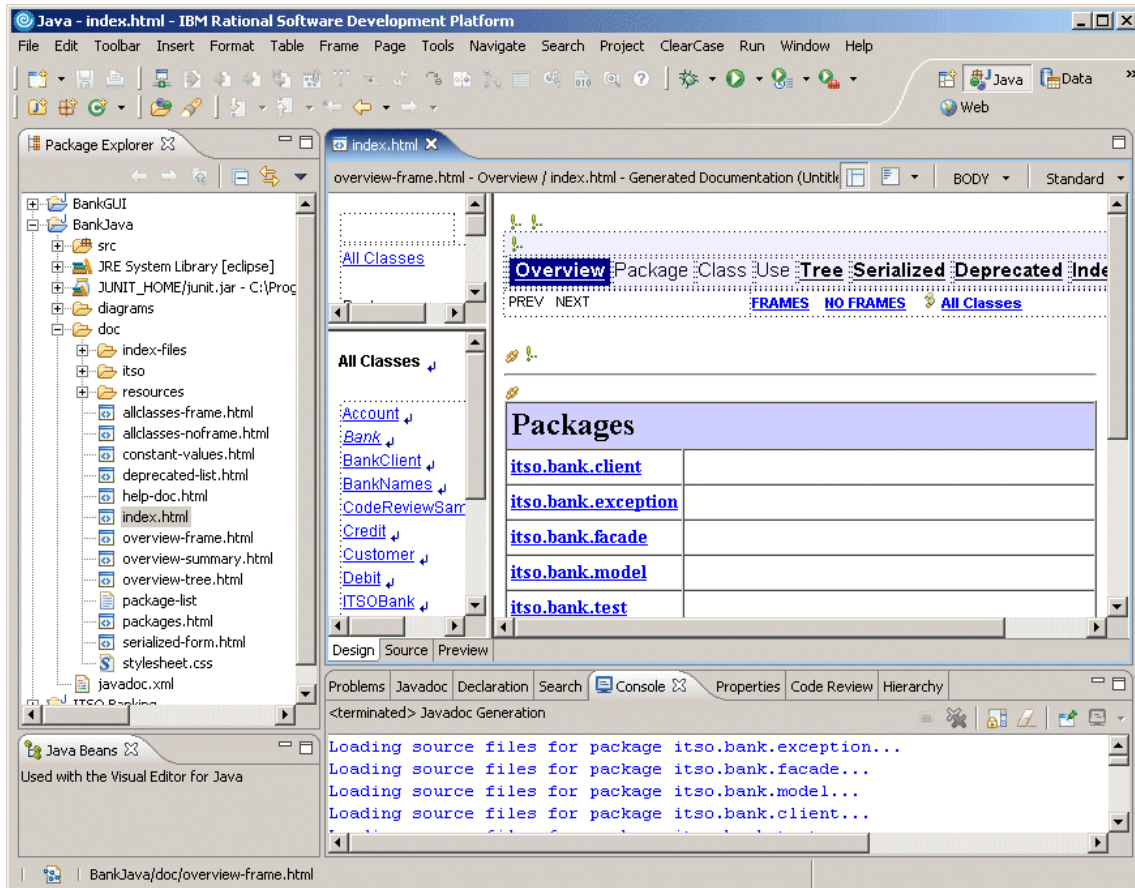 Java - index.html - IBM Rational Software Development Platform
File Edit Toolbar Insert Format Table Frame Page Tools Navigate Search Project ClearCase Run Window Help
Java
Data
»
Web
Package Explorer
BankGUI
BankJava
src
JRE System Library [eclipse]
JUNIT_HOME/junit.jar - C:\Prog
diagrams
doc
index-files
itso
resources
allclasses-frame.html
allclasses-noframe.html
constant-values.html
deprecated-list.html
help-doc.html
index.html
overview-frame.html
overview-summary.html
overview-tree.html
package-list
packages.html
serialized-form.html
stylesheet.css
javadoc.xml
ITSO Banking
Java Beans
Used with the Visual Editor for Java
index.html
overview-frame.html - Overview / index.html - Generated Documentation (Untitle
BODY
Standard
All Classes
All Classes
Account
Bank
BankClient
BankNames
CodeReviewSam
Credit
Customer
Debit
ITSOBank
Overview Package Class Use Tree Serialized Deprecated Inde
PREV NEXT FRAMES NO FRAMES All Classes
Packages
itso.bank.client
itso.bank.exception
itso.bank.facade
itso.bank.model
itso.bank.test
Design Source Preview
Problems Javadoc Declaration Search Console Properties Code Review Hierarchy
<terminated> Javadoc Generation
Loading source files for package itso.bank.exception...
Loading source files for package itso.bank.facade...
Loading source files for package itso.bank.model...
Loading source files for package itso.bank.client...
BankJava/doc/overview-frame.html